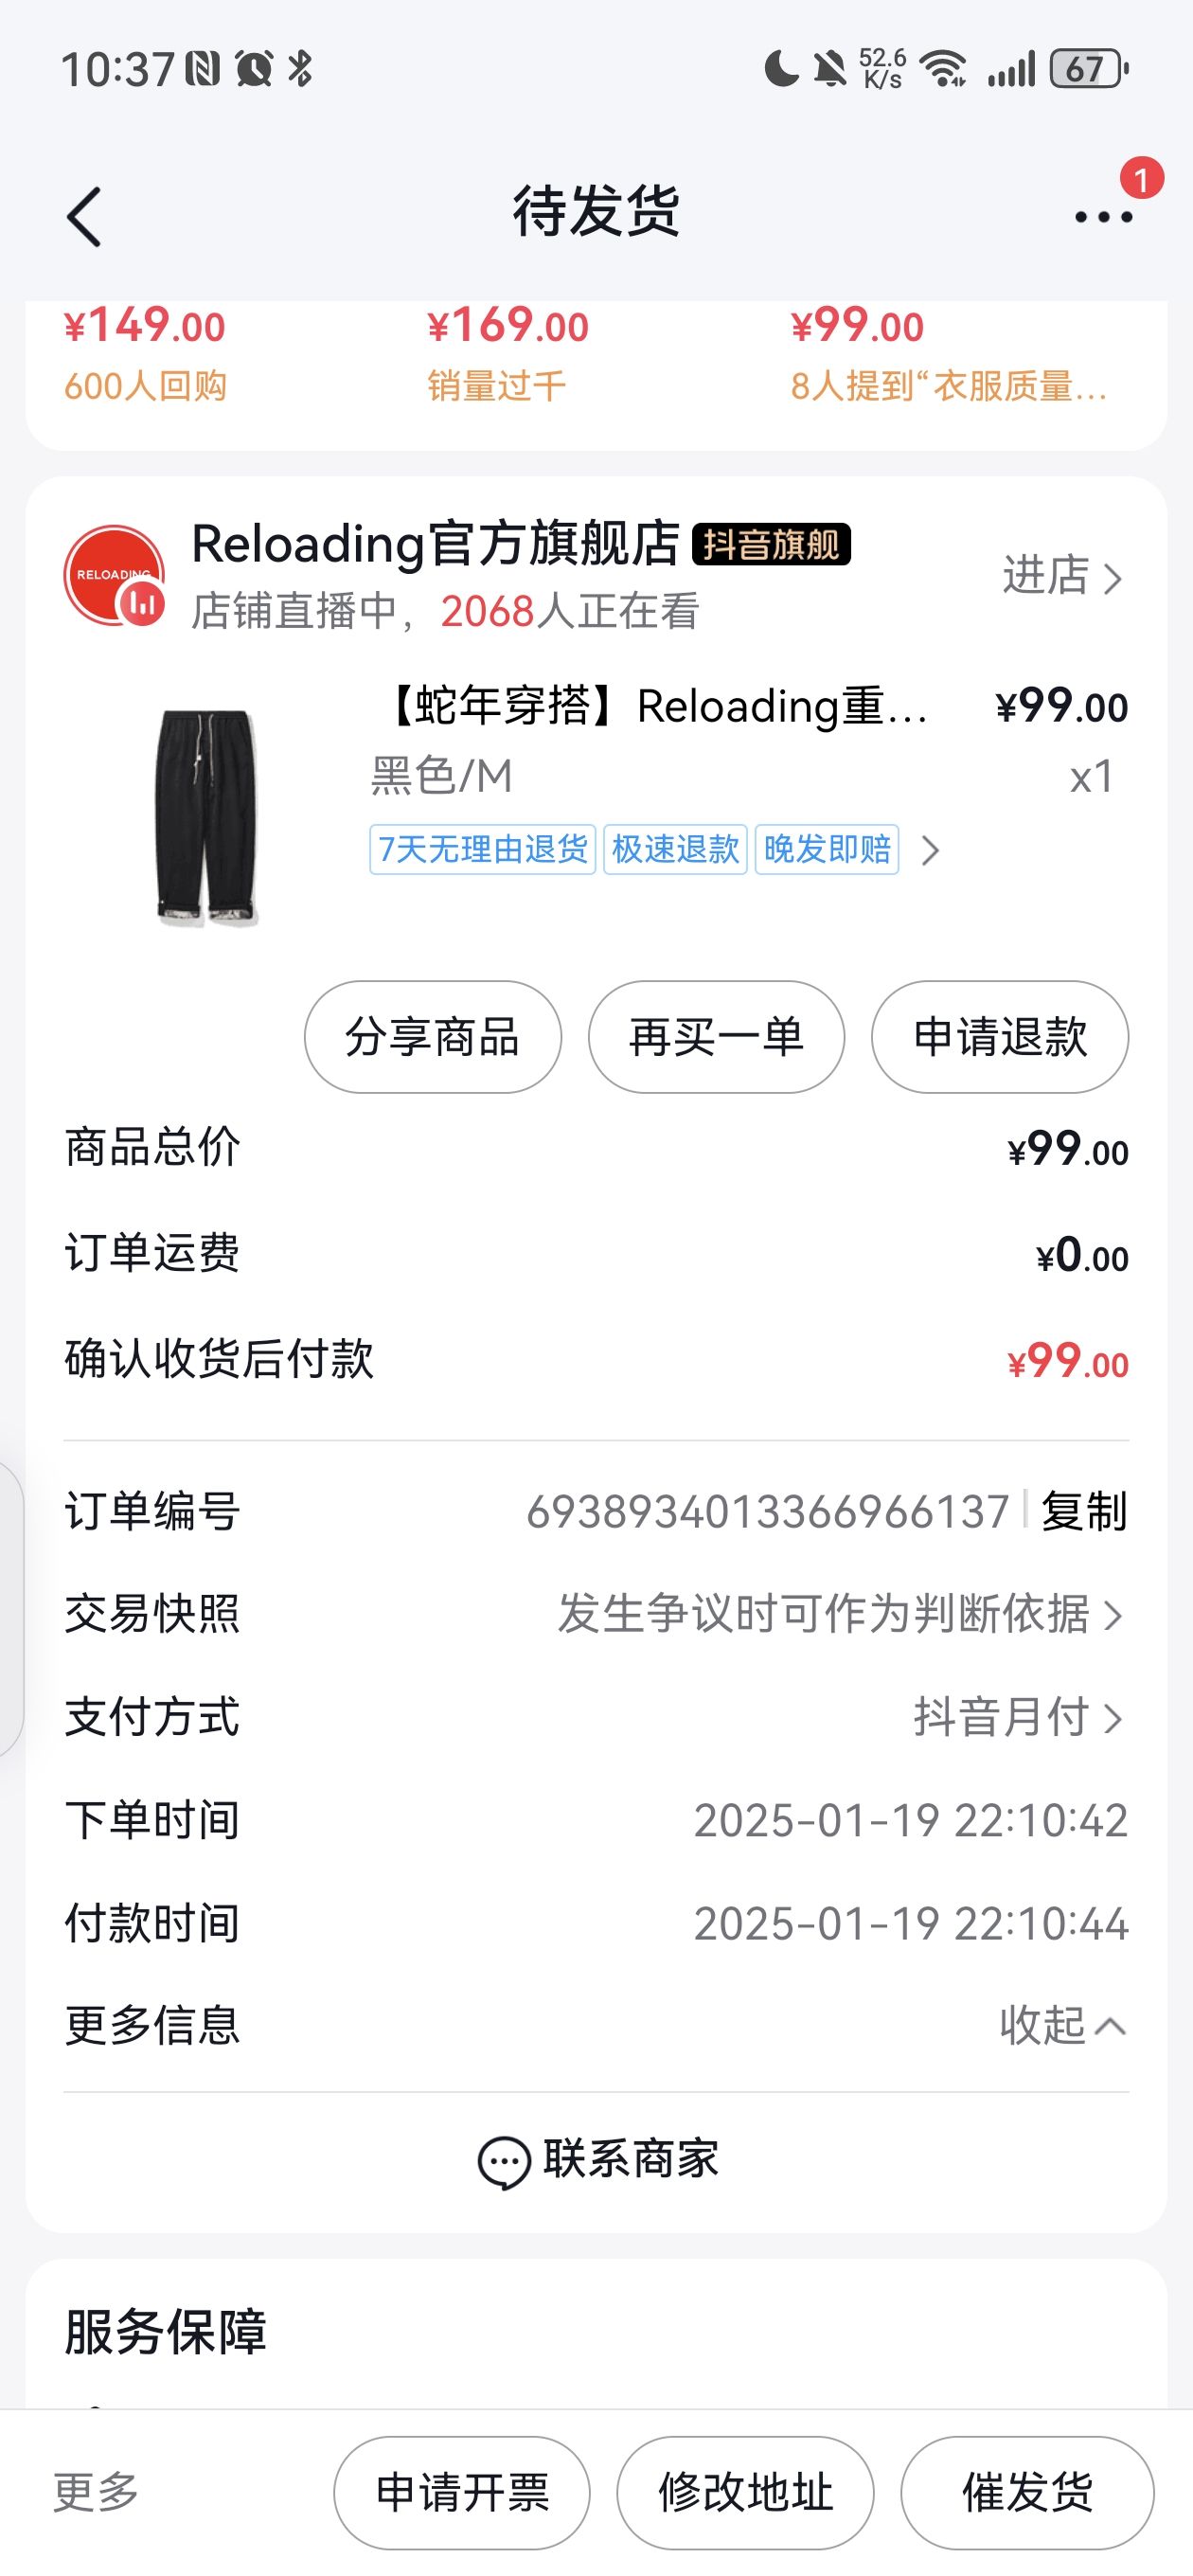 10:37
52.6
K/s
67
待发货
1
¥149.00 ¥169.00 ¥99.00
600人回购 销量过千 8人提到“衣服质量...
RELOADING
Reloading官方旗舰店 抖音旗舰
店铺直播中，2068人正在看
进店
【蛇年穿搭】Reloading重... ¥99.00
黑色/M x1
7天无理由退货 极速退款 晚发即赔
分享商品 再买一单 申请退款
商品总价 ¥99.00
订单运费 ¥0.00
确认收货后付款 ¥99.00
订单编号 6938934013366966137 复制
交易快照 发生争议时可作为判断依据
支付方式 抖音月付
下单时间 2025-01-19 22:10:42
付款时间 2025-01-19 22:10:44
更多信息 收起
联系商家
服务保障
更多 申请开票 修改地址 催发货